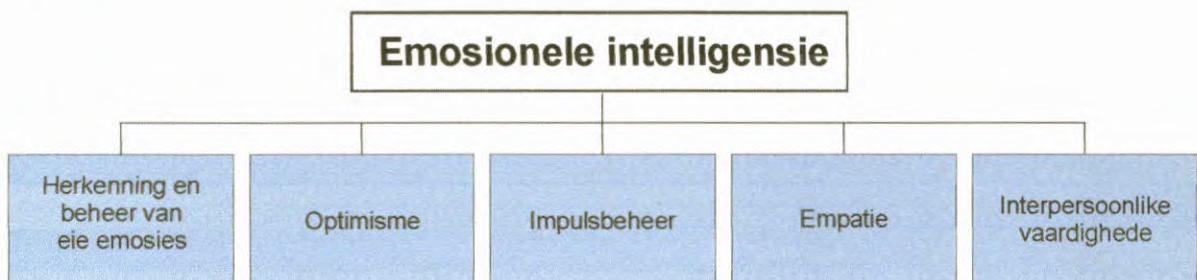 Emosionele intelligensie
Herkenning en
beheer van
eie emosies
Optimisme
Impulsbeheer
Empatie
Interpersoonlike
vaardighede